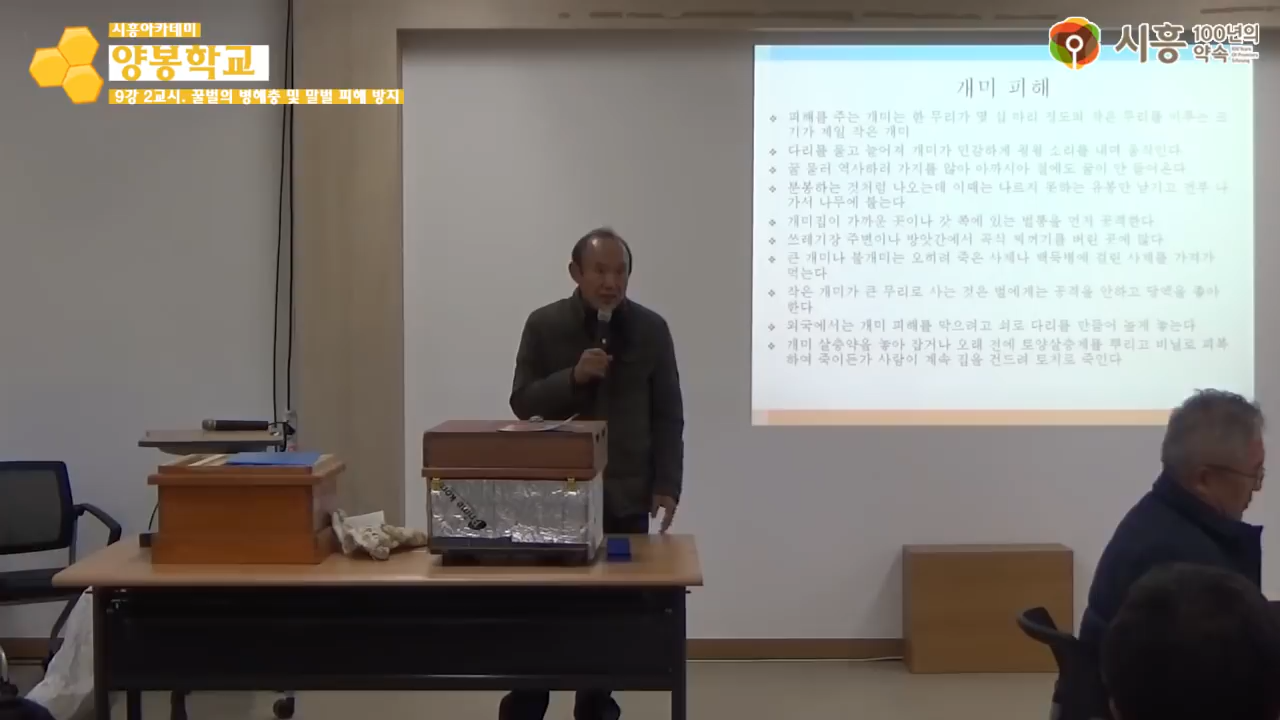 시흥아카데미
양봉학교
9강 2교시. 꿀벌의 병해충 및 말벌 피해 방지
시흥 100년의
약속
개미 피해
피해를 주는 개미는 한 무리가 몇 십 마리 정도의 작은 무리를 이루는 크
기가 제일 작은 개미
다리를 물고 늘어져 개미가 민감하게 소리를 내며 움직인다
꿀 물러 역사하러 가기를 않아 아까시아 철에도 꿀이 안 들어온다
분봉하는 것처럼 나오는데 이때는 나르지 못하는 유봉만 남기고 전부 나
가서 나무에 붙는다
개미집이 가까운 곳이나 갓 쪽에 있는 벌통을 먼저 공격한다
쓰레기장 주변이나 방앗간에서 곡식 찌꺼기를 버린 곳에 많다
큰 개미나 불개미는 오히려 죽은 사체나 백묵병에 걸린 사체를 가져가
먹는다
작은 개미가 큰 무리로 사는 것은 벌에게는 공격을 안하고 당액을 좋아
한다
외국에서는 개미 피해를 막으려고 쇠로 다리를 만들어 높게 놓는다
개미 살충약을 놓아 잡거나 오래 전에 토양살충제를 뿌리고 비닐로 피복
하여 죽이든가 사람이 계속 집을 건드려 토치로 죽인다